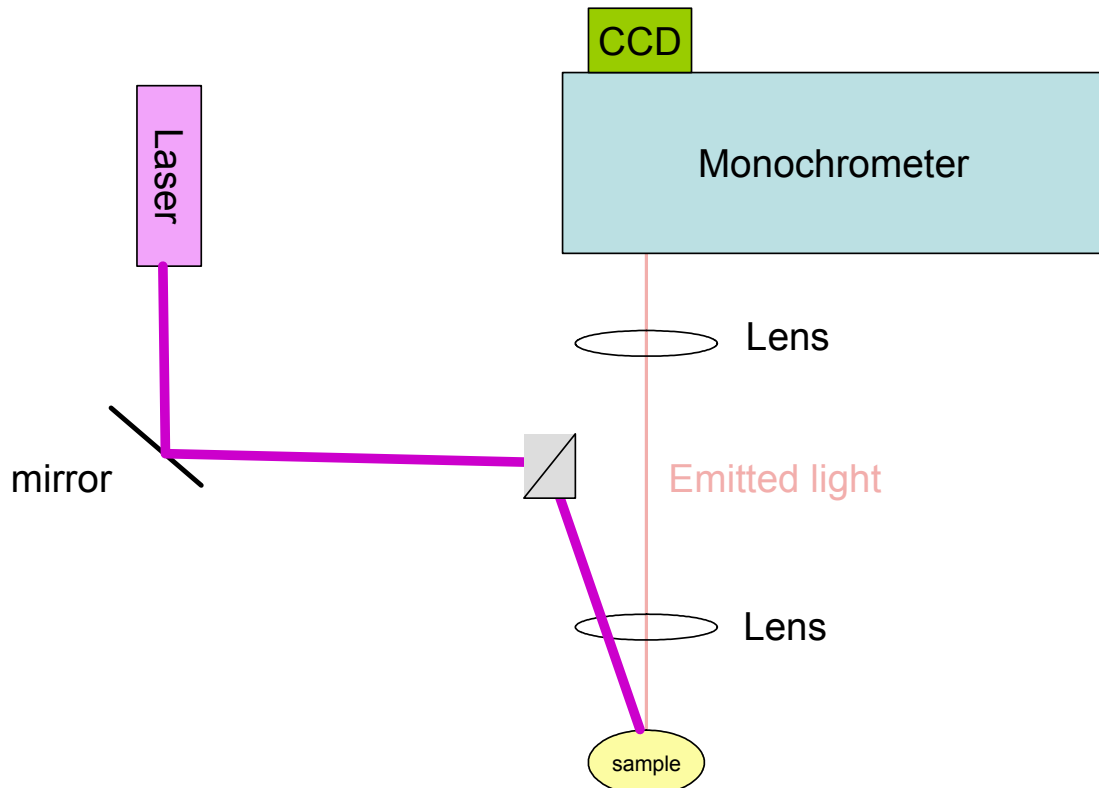 CCD
Laser
Monochrometer
Lens
mirror
Emitted light
Lens
sample